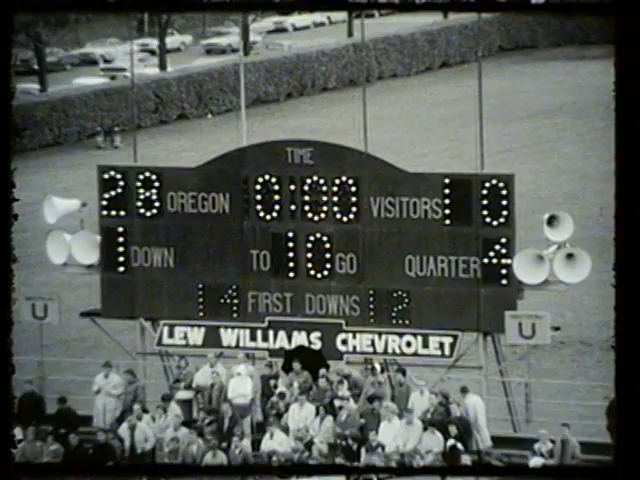 TIME
28 OREGON 0:00 VISITORS 10
1 DOWN TO 10 GO QUARTER 4
14 FIRST DOWNS 12
LEW WILLIAMS CHEVROLET
U
U